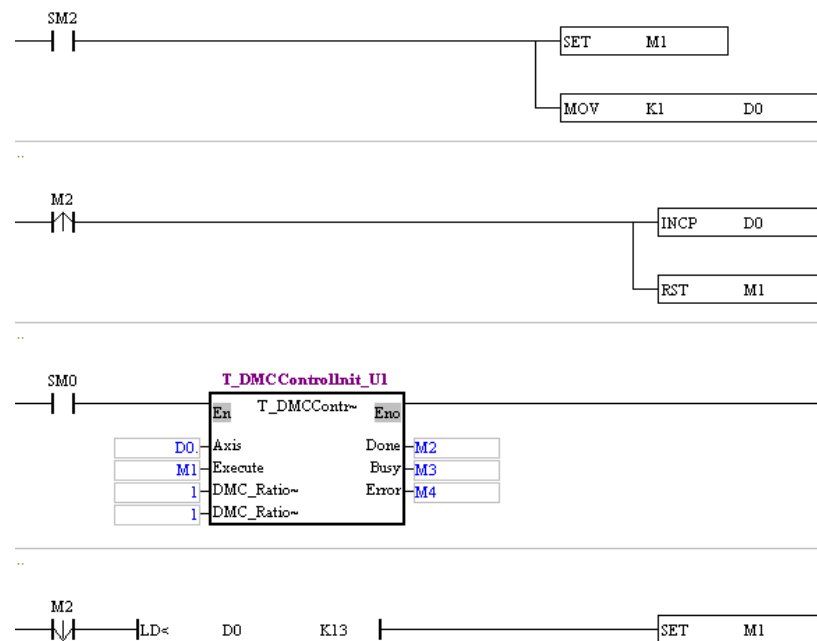 SM2
SET M1
MOV K1 D0
..
M2
INCP D0
RST M1
..
SM0
T_DMCControlInit_U1
En T_DMCContr~ Eno
D0. Axis Done M2
M1 Execute Busy M3
1 DMC_Ratio~ Error M4
1 DMC_Ratio~
..
M2
LD< D0 K13
SET M1